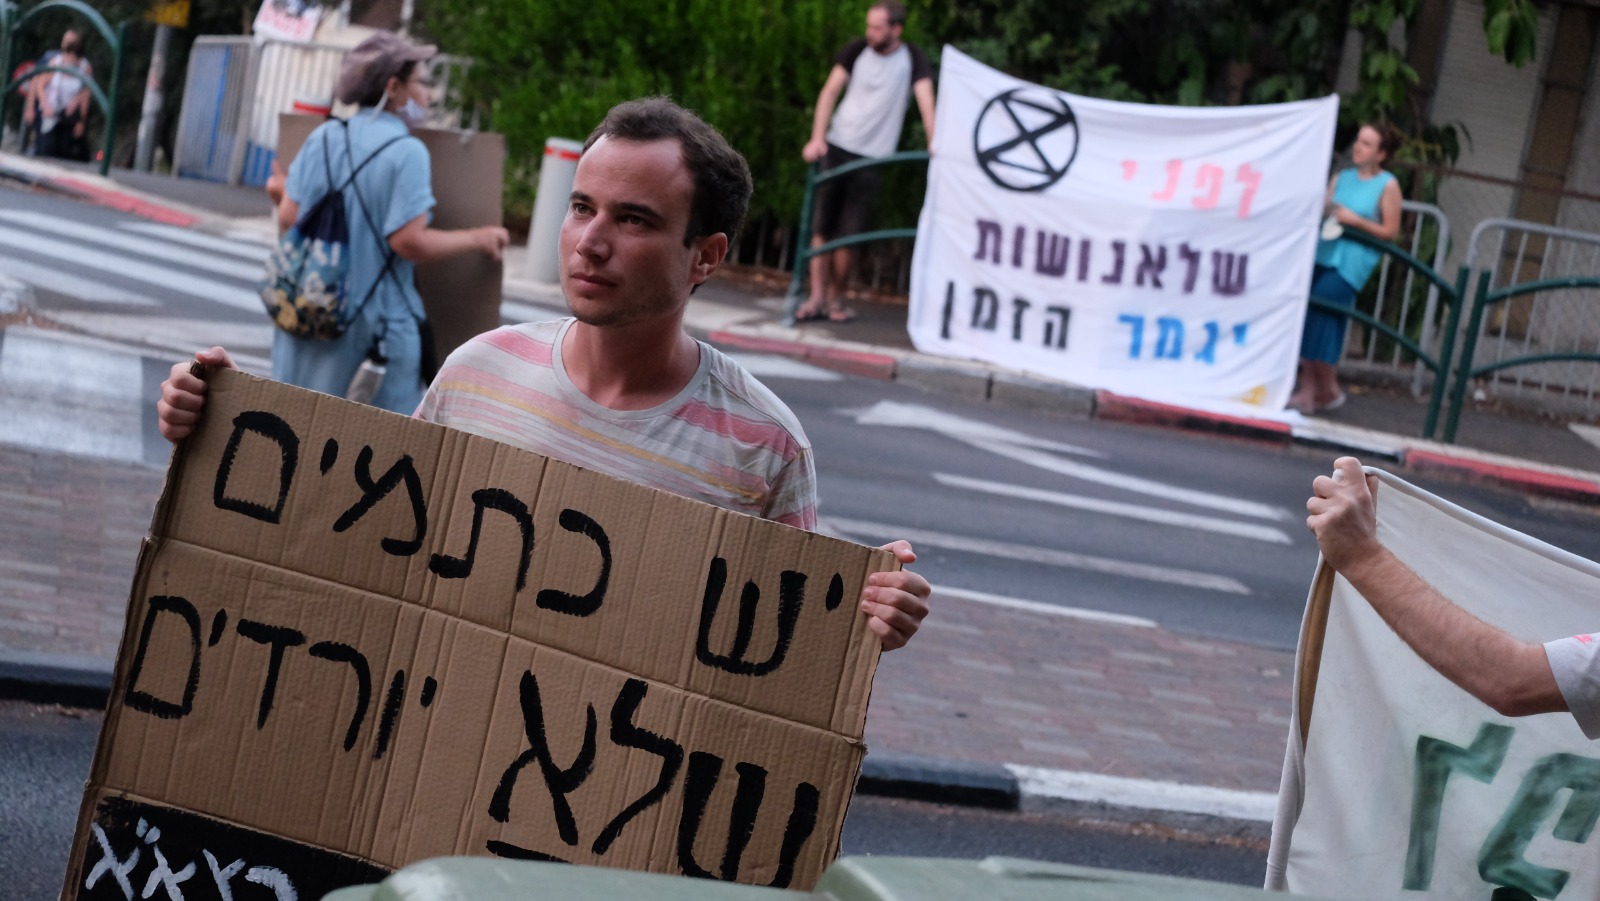 יש כתמים
שלא יורדים
לפני
שלאנושות
יגמר הזמן